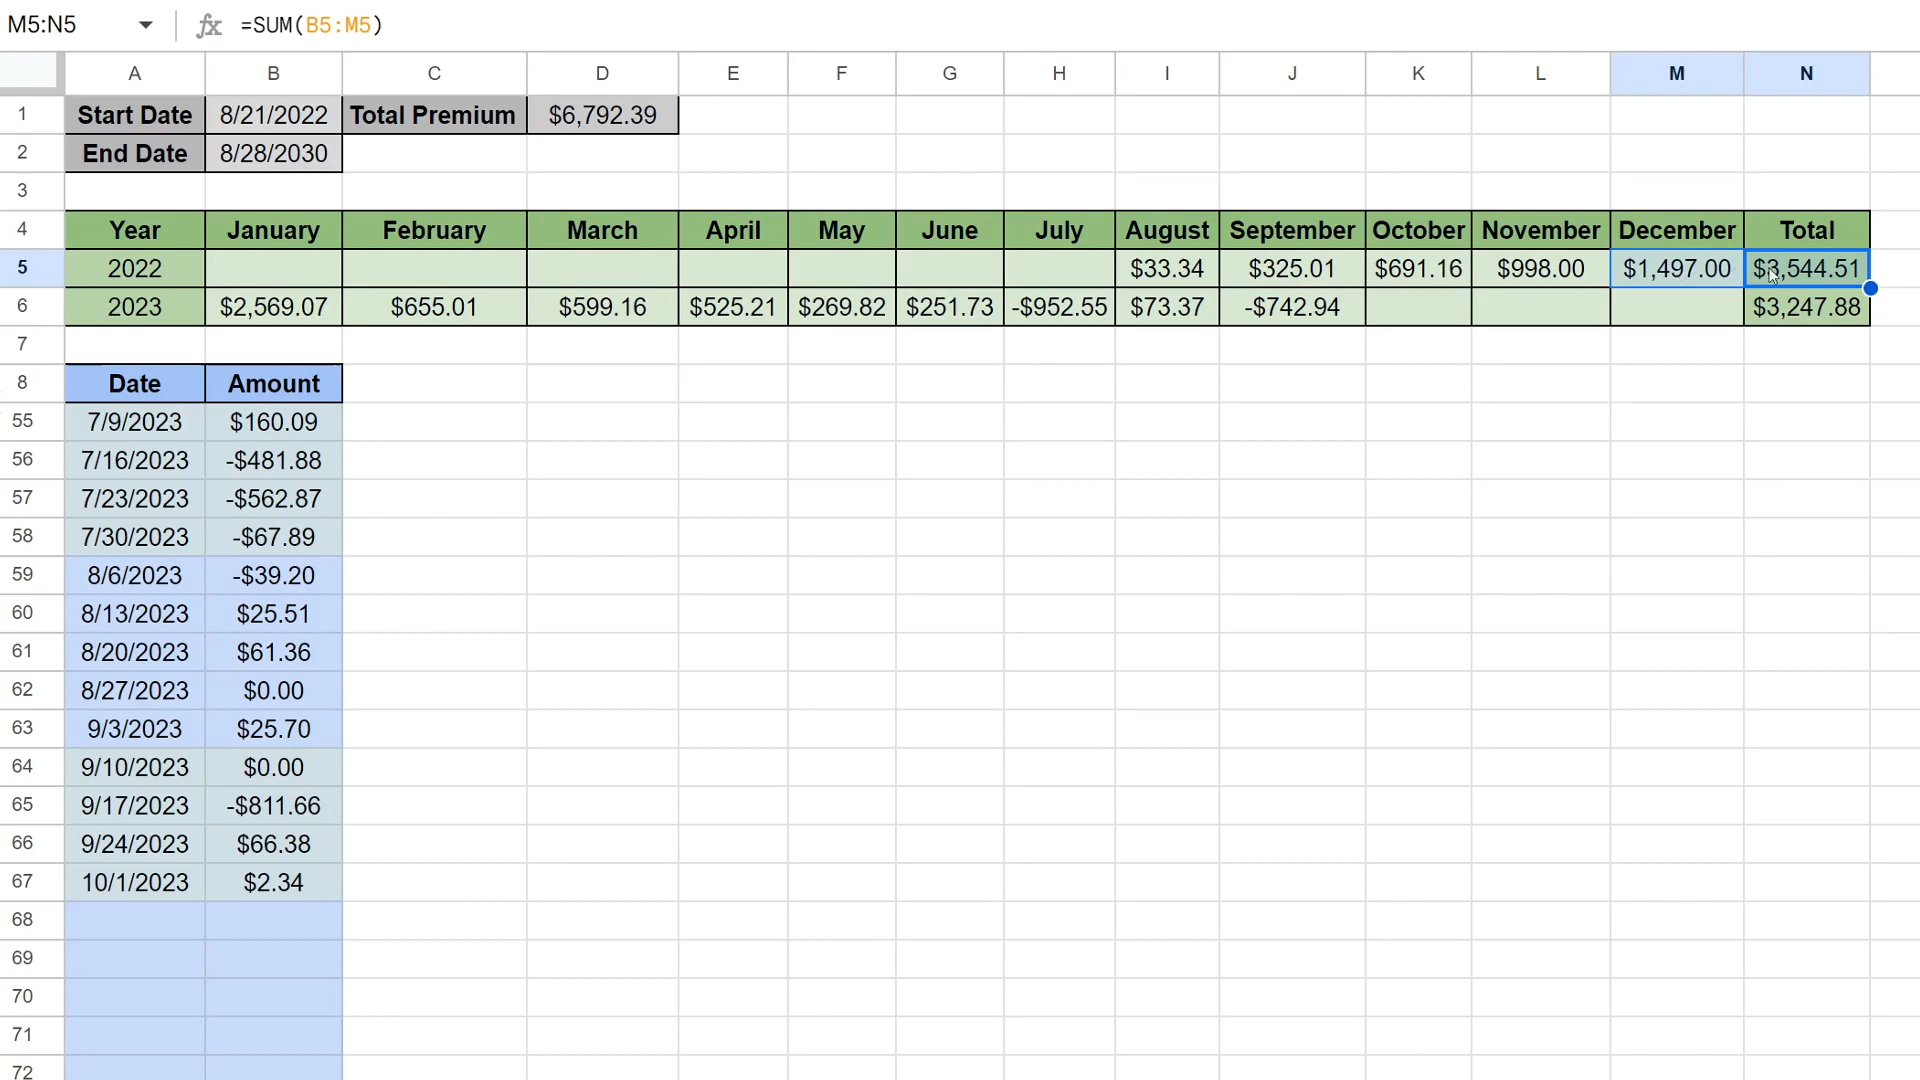 M5:N5 fx =SUM(B5:M5)
A B C D E F G H I J K L M N
1 Start Date 8/21/2022 Total Premium $6,792.39
2 End Date 8/28/2030
3
4 Year January February March April May June July August September October November December Total
5 2022 $33.34 $325.01 $691.16 $998.00 $1,497.00 $3,544.51
6 2023 $2,569.07 $655.01 $599.16 $525.21 $269.82 $251.73 -$952.55 $73.37 -$742.94 $3,247.88
7
8 Date Amount
55 7/9/2023 $160.09
56 7/16/2023 -$481.88
57 7/23/2023 -$562.87
58 7/30/2023 -$67.89
59 8/6/2023 -$39.20
60 8/13/2023 $25.51
61 8/20/2023 $61.36
62 8/27/2023 $0.00
63 9/3/2023 $25.70
64 9/10/2023 $0.00
65 9/17/2023 -$811.66
66 9/24/2023 $66.38
67 10/1/2023 $2.34
68
69
70
71
72